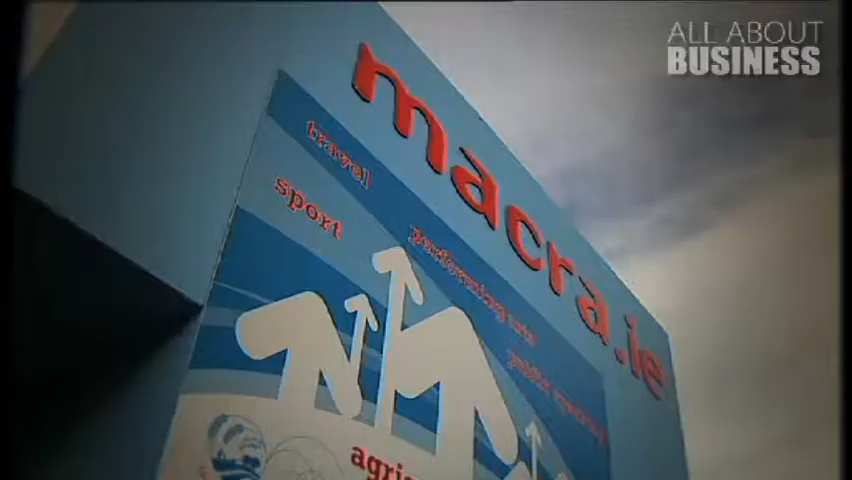 ALL ABOUT
BUSINESS
macra.ie
travel
sport
performing arts
public speaking
agri